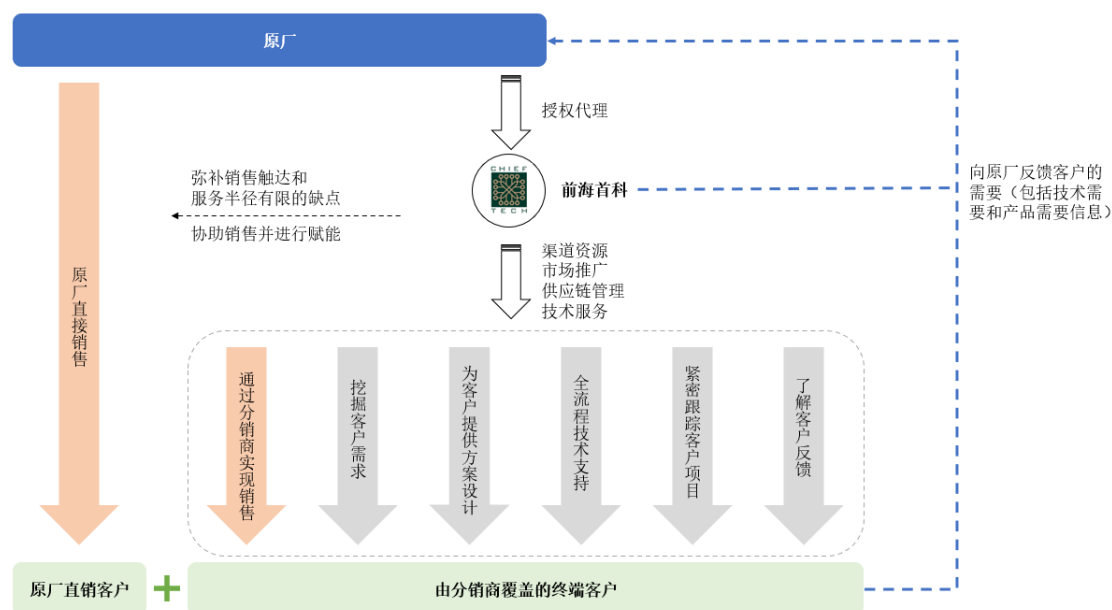 原厂
授权代理
CHIEF
TECH
前海首科
弥补销售触达和
服务半径有限的缺点
协助销售并进行赋能
向原厂反馈客户的
需要（包括技术需
要和产品需要信息）
渠道资源
市场推广
供应链管理
技术服务
原厂直接销售
通过分销商实现销售
挖掘客户需求
为客户提供方案设计
全流程技术支持
紧密跟踪客户项目
了解客户反馈
原厂直销客户
由分销商覆盖的终端客户